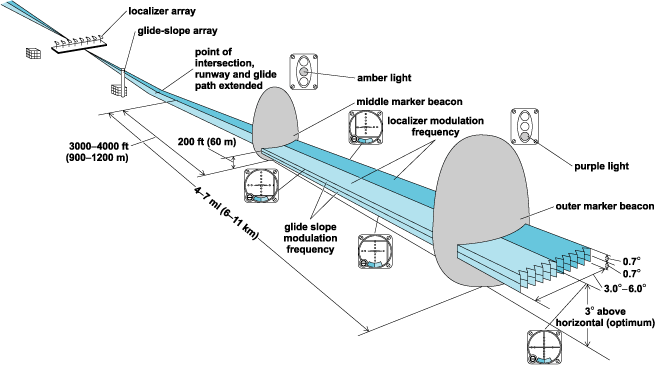 localizer array
glide-slope array
point of
intersection,
runway and glide
path extended
amber light
middle marker beacon
localizer modulation
frequency
purple light
3000–4000 ft
(900–1200 m)
200 ft (60 m)
4–7 mi (6–11 km)
glide slope
modulation
frequency
outer marker beacon
0.7°
0.7°
3.0°–6.0°
3° above
horizontal (optimum)